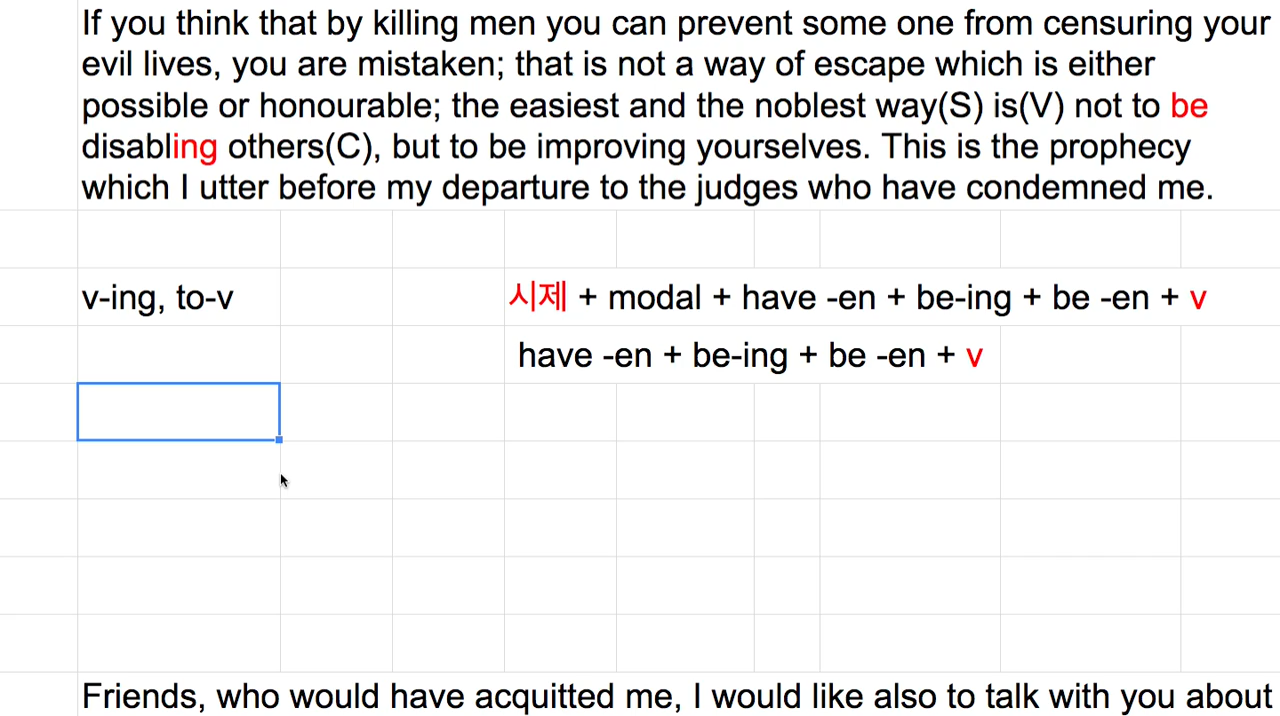 If you think that by killing men you can prevent some one from censuring your
evil lives, you are mistaken; that is not a way of escape which is either
possible or honourable; the easiest and the noblest way(S) is(V) not to be
disabling others(C), but to be improving yourselves. This is the prophecy
which I utter before my departure to the judges who have condemned me.
v-ing, to-v
시제 + modal + have -en + be-ing + be -en + v
have -en + be-ing + be -en + v
Friends, who would have acquitted me, I would like also to talk with you about